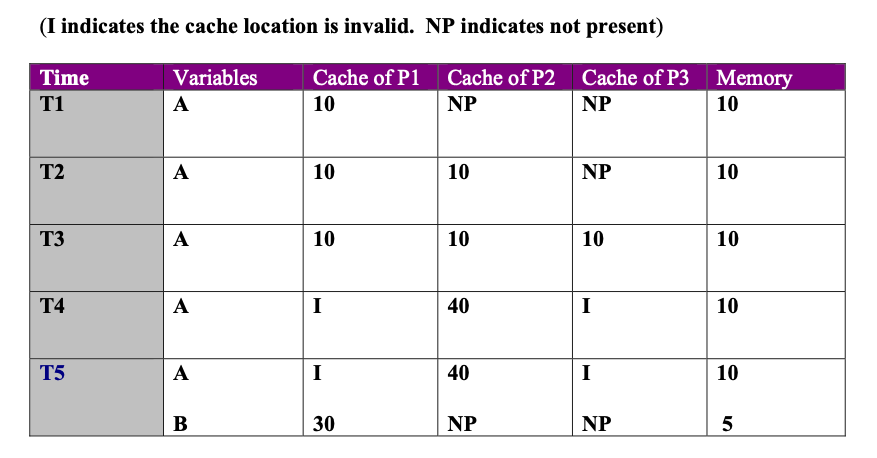 (I indicates the cache location is invalid.  NP indicates not present)
Time Variables Cache of P1 Cache of P2 Cache of P3 Memory
T1 A 10 NP NP 10
T2 A 10 10 NP 10
T3 A 10 10 10 10
T4 A I 40 I 10
T5 A I 40 I 10
B 30 NP NP 5